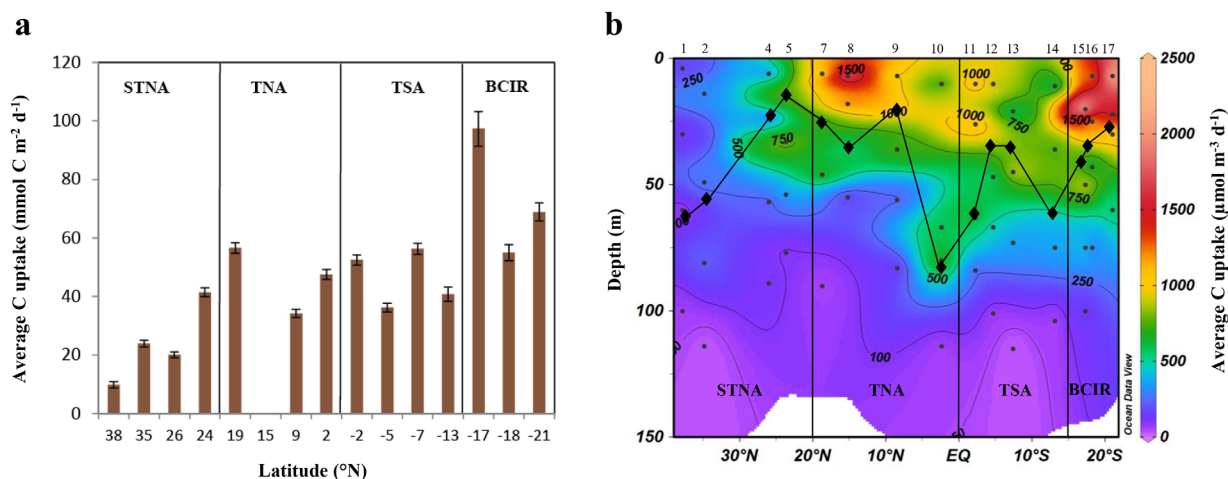 a
Average C uptake (mmol C m⁻² d⁻¹)
120
100
80
60
40
20
0
STNA TNA TSA BCIR
38 35 26 24 19 15 9 2 -2 -5 -7 -13 -17 -18 -21
Latitude (°N)
b
1 2 4 5 7 8 9 10 11 12 13 14 15 16 17
Depth (m)
0
50
100
150
250
500
750
1500
1000
1000
1000
750
1500
750
500
250
100
STNA TNA TSA BCIR
30°N 20°N 10°N EQ 10°S 20°S
Ocean Data View
2500
2000
1500
1000
500
0
Average C uptake (μmol m⁻³ d⁻¹)